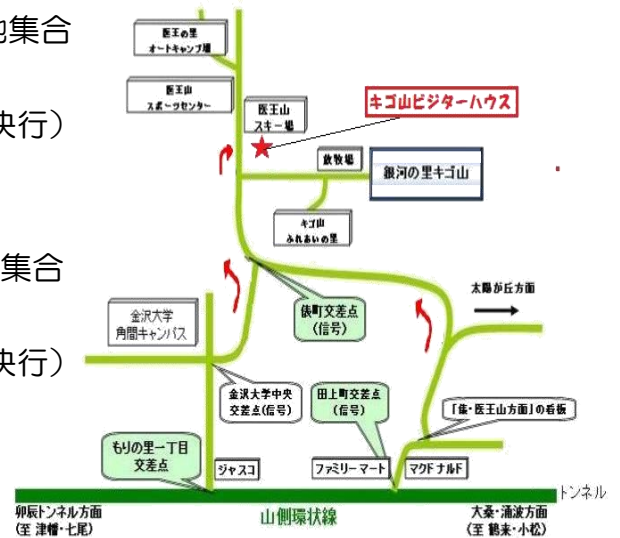 地集合
央行）
集合
央行）
医王の里
オートキャンプ場
医王山
スポーツセンター
医王山
スキー場
キゴ山ビジターハウス
放牧場
銀河の里キゴ山
キゴ山
ふれあいの里
太陽が丘方面
俵町交差点
(信号)
金沢大学
角間キャンパス
金沢大学中央
交差点(信号)
田上町交差点
(信号)
「俵・医王山方面」の看板
もりの里一丁目
交差点
ジャスコ
ファミリーマート
マクドナルド
トンネル
卯辰トンネル方面
(至 津幡・七尾)
山側環状線
大桑・涌波方面
(至 鶴来・小松)